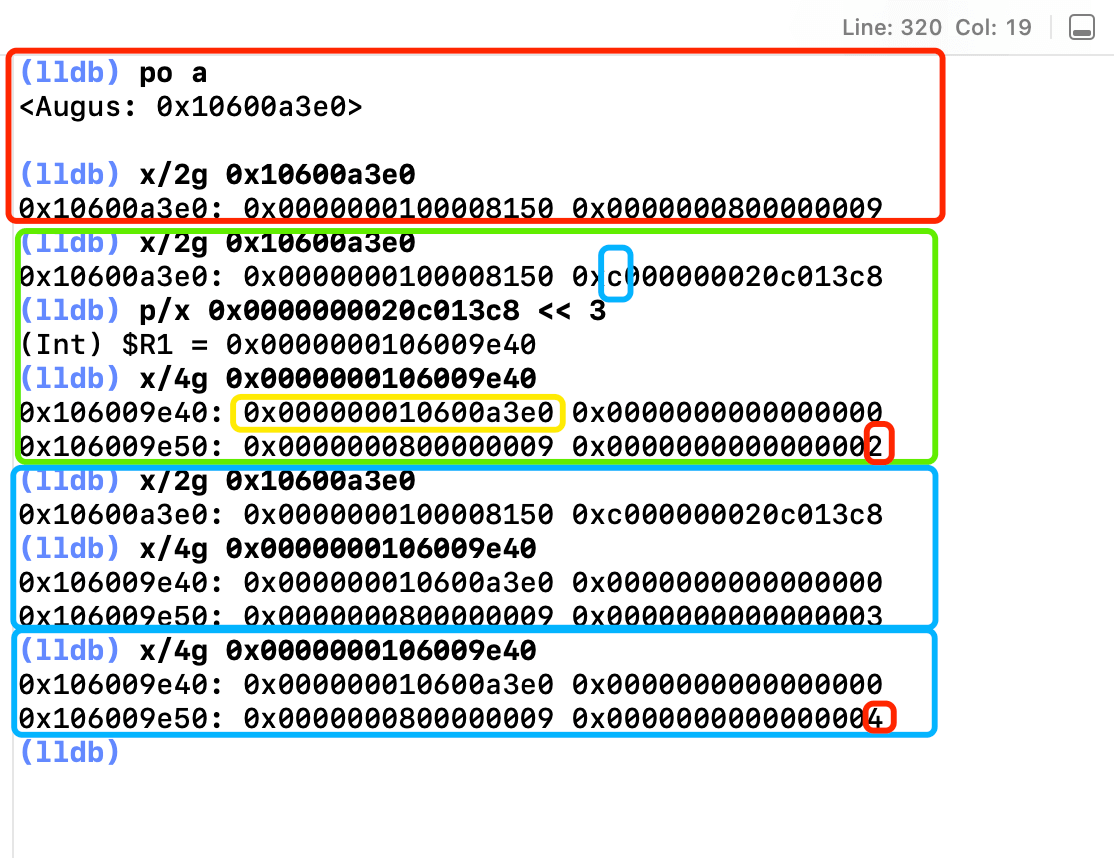 Line: 320 Col: 19
(lldb) po a
<Augus: 0x10600a3e0>
(lldb) x/2g 0x10600a3e0
0x10600a3e0: 0x0000000100008150 0x0000000800000009
(lldb) x/2g 0x10600a3e0
0x10600a3e0: 0x0000000100008150 0xc000000020c013c8
(lldb) p/x 0x0000000020c013c8 << 3
(Int) $R1 = 0x0000000106009e40
(lldb) x/4g 0x0000000106009e40
0x106009e40: 0x000000010600a3e0 0x0000000000000000
0x106009e50: 0x0000000800000009 0x0000000000000002
(lldb) x/2g 0x10600a3e0
0x10600a3e0: 0x0000000100008150 0xc000000020c013c8
(lldb) x/4g 0x0000000106009e40
0x106009e40: 0x000000010600a3e0 0x0000000000000000
0x106009e50: 0x0000000800000009 0x0000000000000003
(lldb) x/4g 0x0000000106009e40
0x106009e40: 0x000000010600a3e0 0x0000000000000000
0x106009e50: 0x0000000800000009 0x0000000000000004
(lldb)